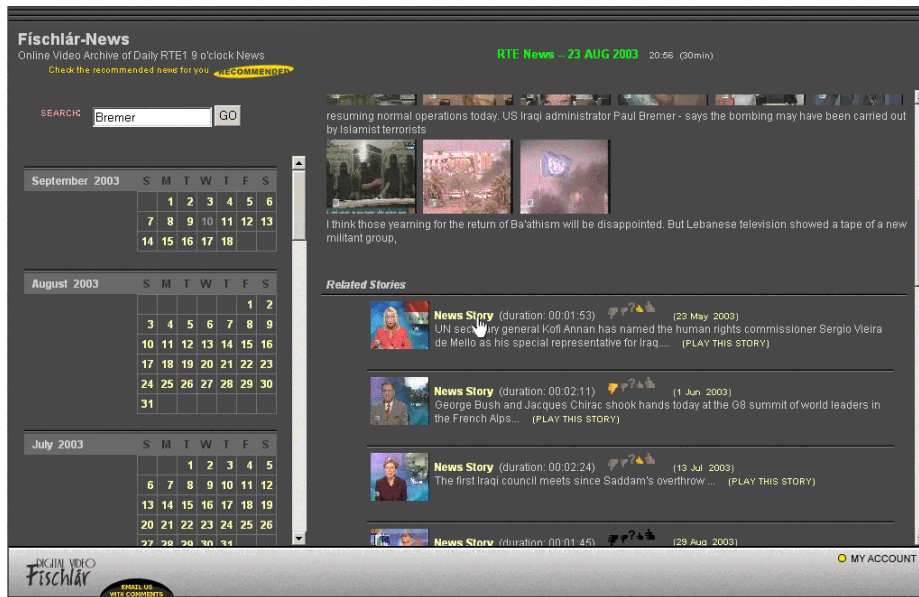 Físchlár-News
Online Video Archive of Daily RTE1 9 o'clock News
Check the recommended news for you RECOMMENDED
RTE News -- 23 AUG 2003 20:56 (30min)
SEARCH: Bremer GO
resuming normal operations today. US Iraqi administrator Paul Bremer - says the bombing may have been carried out
by Islamist terrorists
I think those yearning for the return of Ba'athism will be disappointed. But Lebanese television showed a tape of a new
militant group,
September 2003 S M T W T F S
1 2 3 4 5 6
7 8 9 10 11 12 13
14 15 16 17 18
August 2003 S M T W T F S
1 2
3 4 5 6 7 8 9
10 11 12 13 14 15 16
17 18 19 20 21 22 23
24 25 26 27 28 29 30
31
July 2003 S M T W T F S
1 2 3 4 5
6 7 8 9 10 11 12
13 14 15 16 17 18 19
20 21 22 23 24 25 26
27 28 29 30 31
Related Stories
News Story (duration: 00:01:53) ? (23 May 2003)
UN security general Kofi Annan has named the human rights commissioner Sergio Vieira
de Mello as his special representative for Iraq.... (PLAY THIS STORY)
News Story (duration: 00:02:11) ? (1 Jun 2003)
George Bush and Jacques Chirac shook hands today at the G8 summit of world leaders in
the French Alps... (PLAY THIS STORY)
News Story (duration: 00:02:24) ? (13 Jul 2003)
The first Iraqi council meets since Saddam's overthrow ... (PLAY THIS STORY)
News Story (duration: 00:01:45) ? (29 Aug 2003)
DIGITAL VIDEO
Físchlár
EMAIL US
WITH COMMENTS
MY ACCOUNT